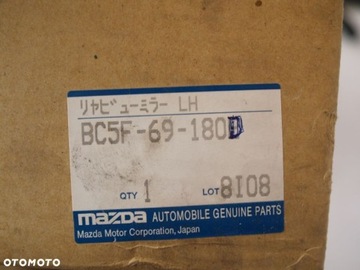 リヤビューミラー LH
BC5F-69-180D
QTY 1 LOT 8I08
mazda AUTOMOBILE GENUINE PARTS
Mazda Motor Corporation, Japan
OTOMOTO
OTOMOTO